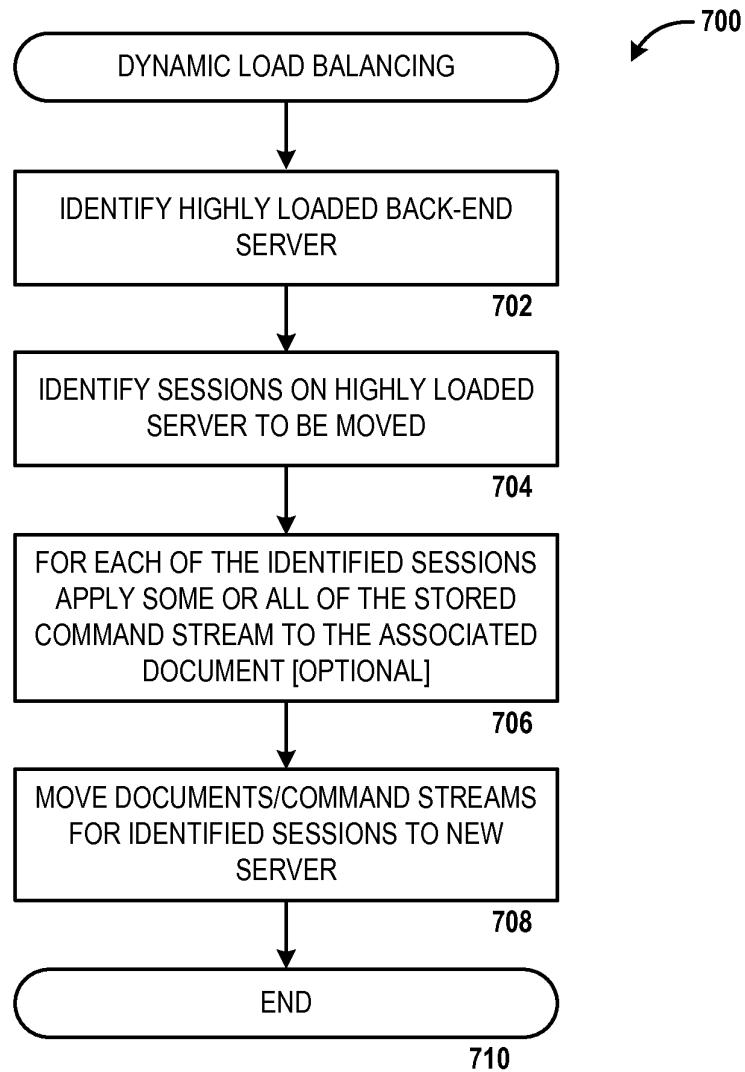 700
DYNAMIC LOAD BALANCING
IDENTIFY HIGHLY LOADED BACK-END
SERVER
702
IDENTIFY SESSIONS ON HIGHLY LOADED
SERVER TO BE MOVED
704
FOR EACH OF THE IDENTIFIED SESSIONS
APPLY SOME OR ALL OF THE STORED
COMMAND STREAM TO THE ASSOCIATED
DOCUMENT [OPTIONAL]
706
MOVE DOCUMENTS/COMMAND STREAMS
FOR IDENTIFIED SESSIONS TO NEW
SERVER
708
END
710